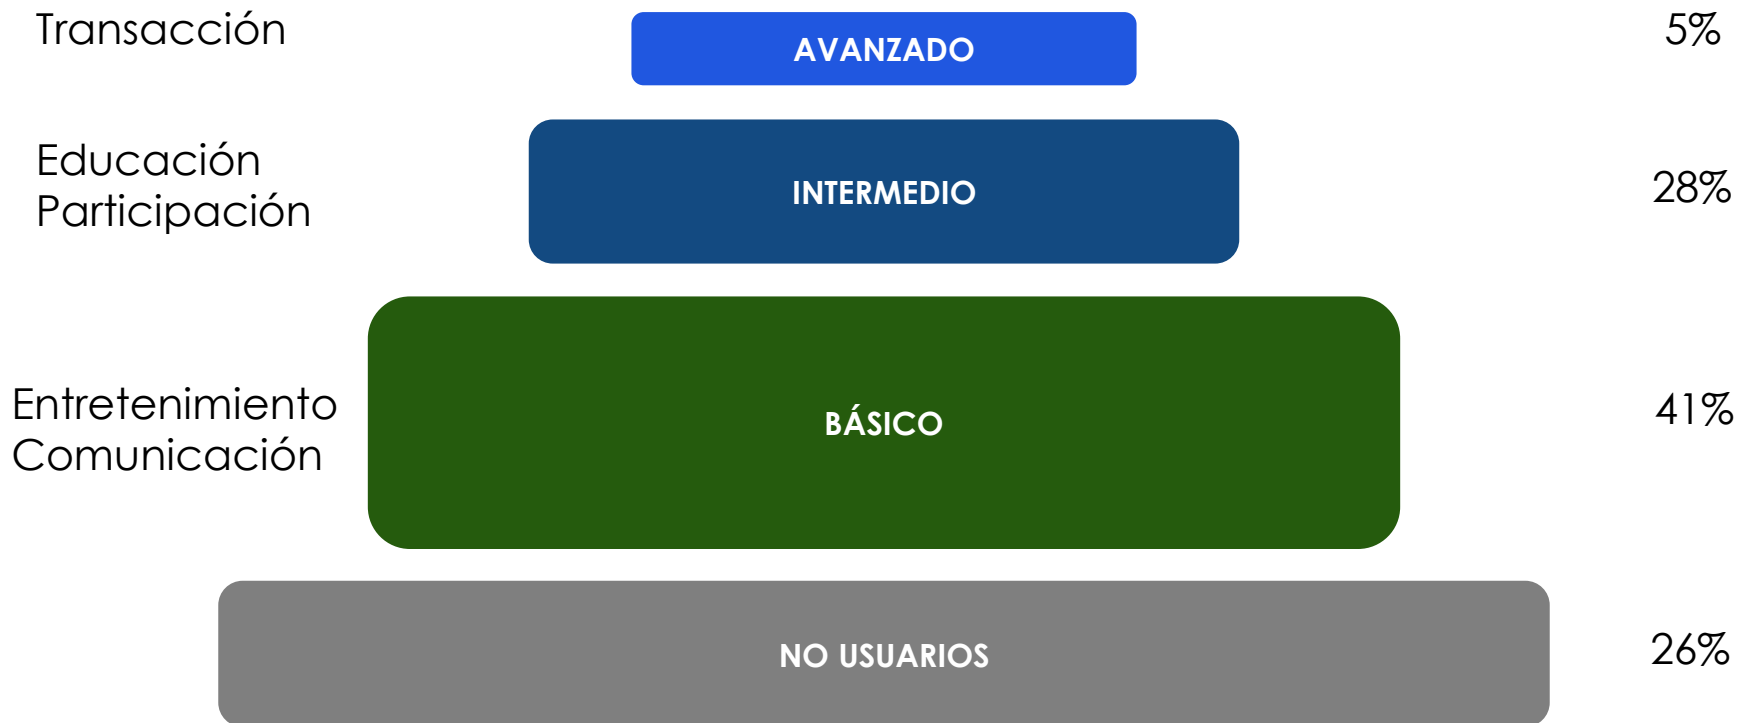 Transacción
AVANZADO
5%
Educación
Participación
INTERMEDIO
28%
Entretenimiento
Comunicación
BÁSICO
41%
NO USUARIOS
26%